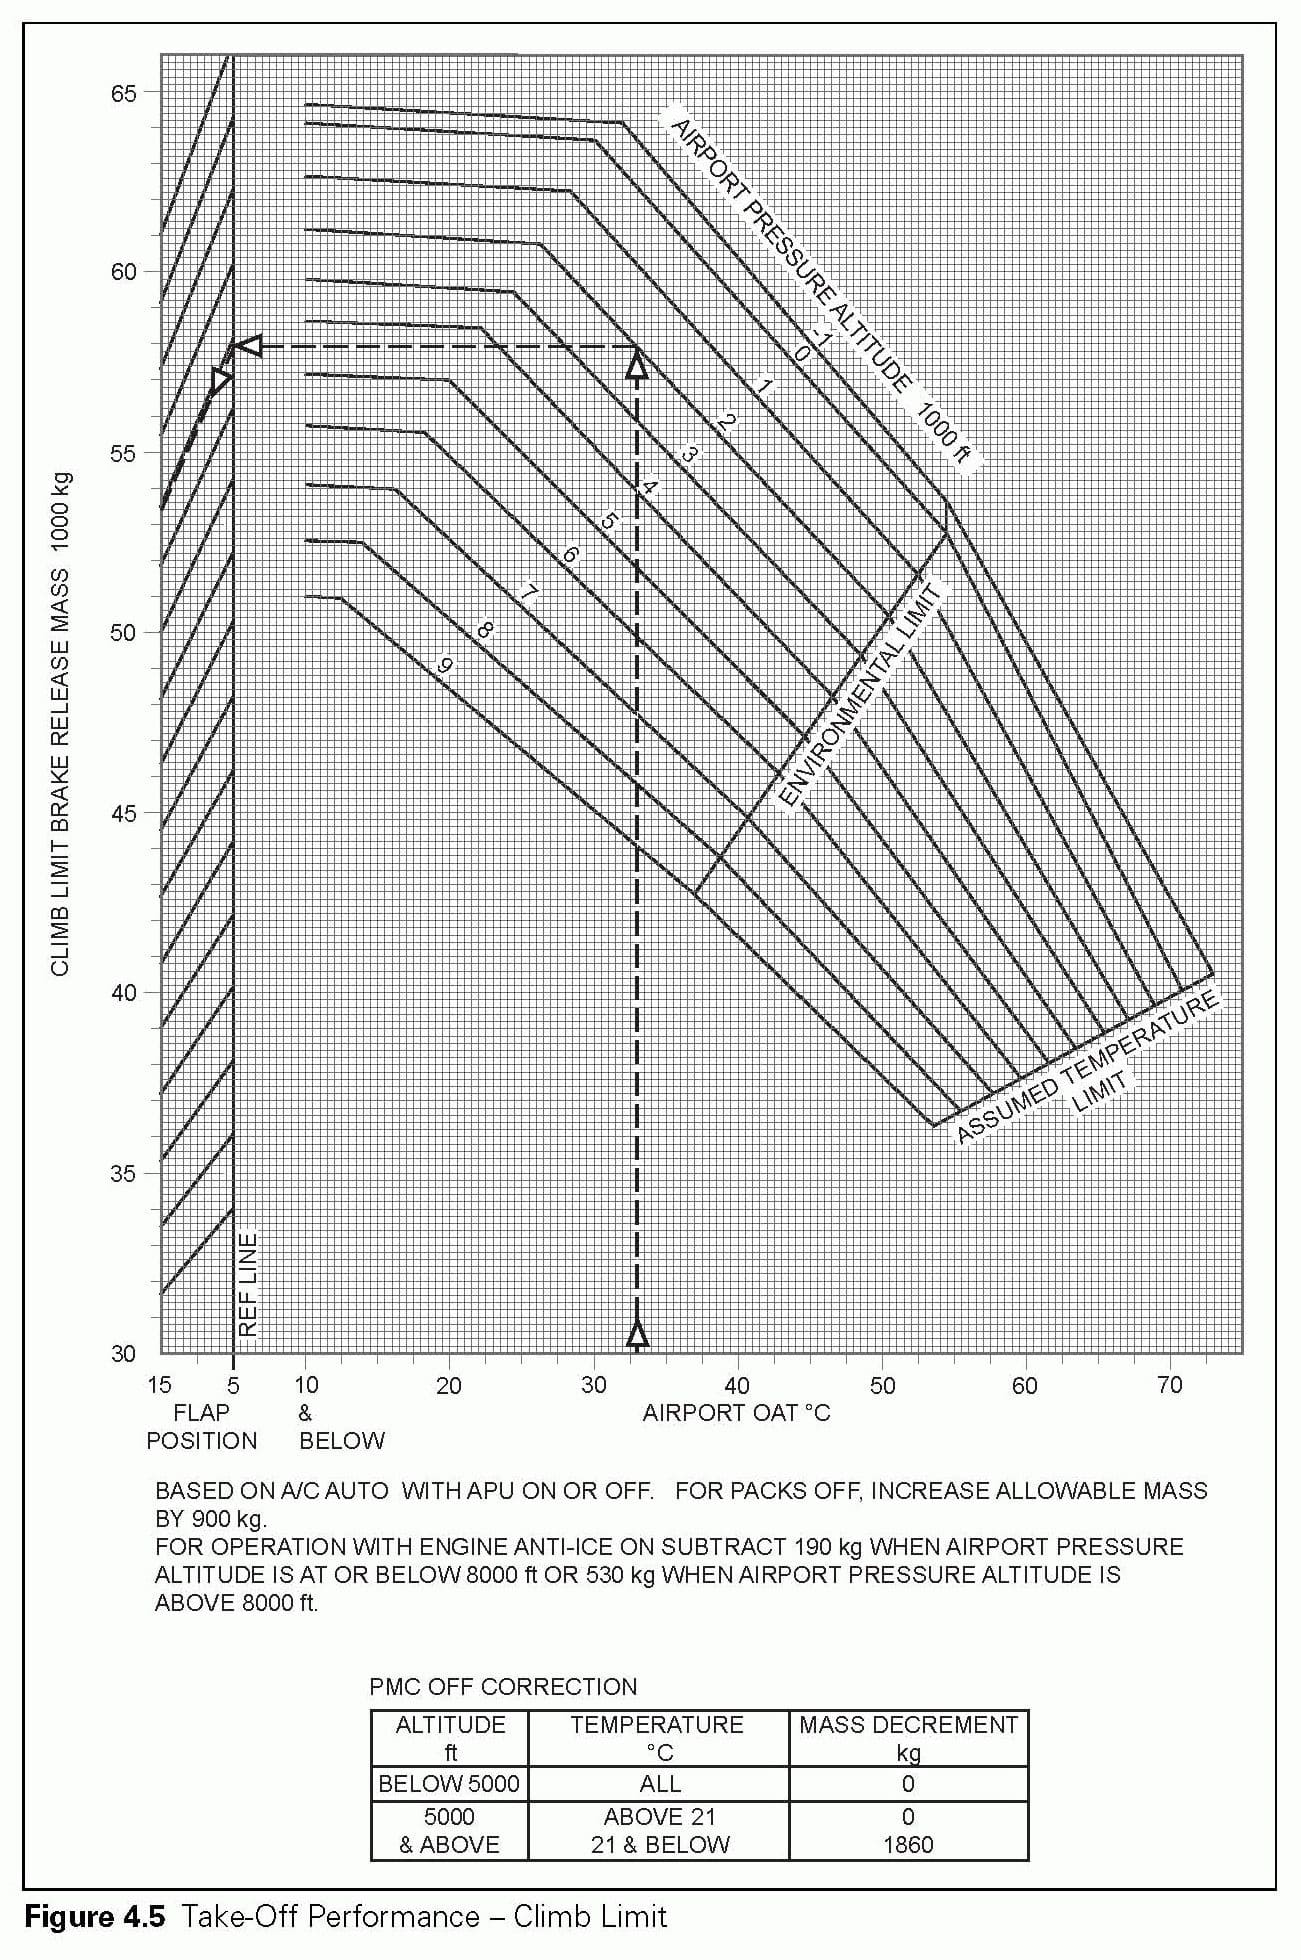 65
60
55
50
45
40
35
30
CLIMB LIMIT BRAKE RELEASE MASS 1000 kg
AIRPORT PRESSURE ALTITUDE 1000 ft
-1
0
1
2
3
4
5
6
7
8
9
ENVIRONMENTAL LIMIT
ASSUMED TEMPERATURE
LIMIT
REF LINE
15 5 10 20 30 40 50 60 70
FLAP & AIRPORT OAT °C
POSITION BELOW
BASED ON A/C AUTO WITH APU ON OR OFF. FOR PACKS OFF, INCREASE ALLOWABLE MASS
BY 900 kg.
FOR OPERATION WITH ENGINE ANTI-ICE ON SUBTRACT 190 kg WHEN AIRPORT PRESSURE
ALTITUDE IS AT OR BELOW 8000 ft OR 530 kg WHEN AIRPORT PRESSURE ALTITUDE IS
ABOVE 8000 ft.
PMC OFF CORRECTION
ALTITUDE TEMPERATURE MASS DECREMENT
ft °C kg
BELOW 5000 ALL 0
5000 ABOVE 21 0
& ABOVE 21 & BELOW 1860
Figure 4.5 Take-Off Performance – Climb Limit